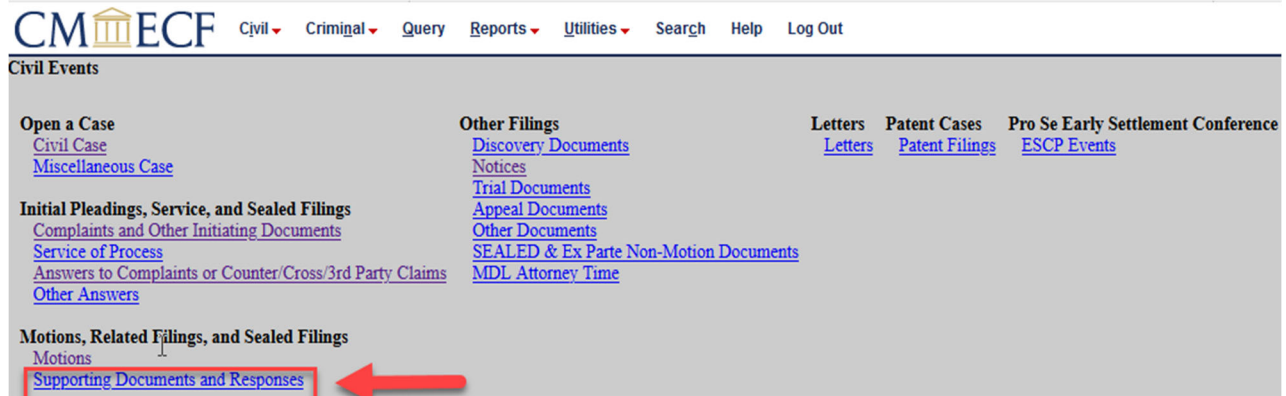 CM ECF Civil Criminal Query Reports Utilities Search Help Log Out
Civil Events
Open a Case
Civil Case
Miscellaneous Case
Initial Pleadings, Service, and Sealed Filings
Complaints and Other Initiating Documents
Service of Process
Answers to Complaints or Counter/Cross/3rd Party Claims
Other Answers
Motions, Related Filings, and Sealed Filings
Motions
Supporting Documents and Responses
Other Filings
Discovery Documents
Notices
Trial Documents
Appeal Documents
Other Documents
SEALED & Ex Parte Non-Motion Documents
MDL Attorney Time
Letters
Letters
Patent Cases
Patent Filings
Pro Se Early Settlement Conference
ESCP Events